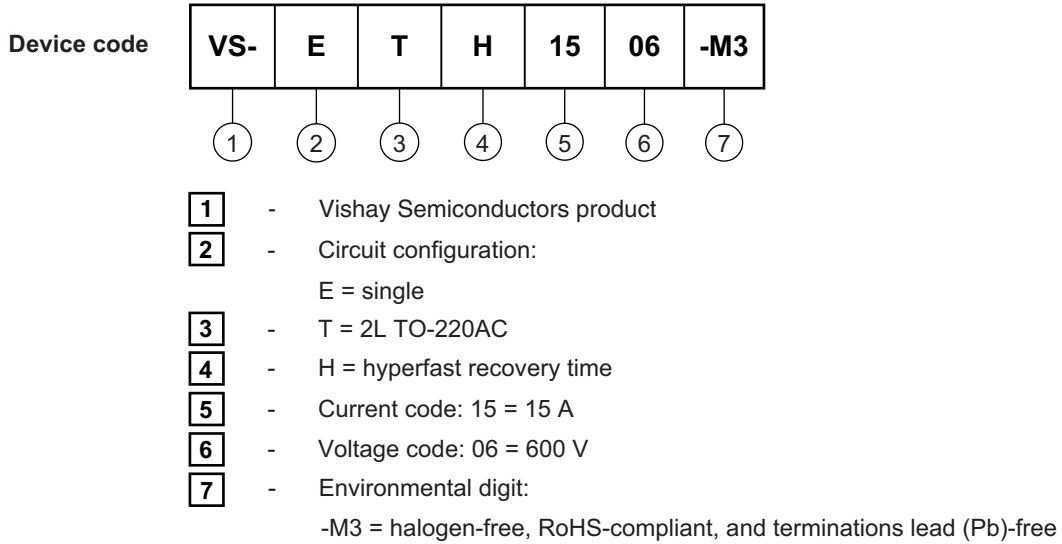 Device code VS- E T H 15 06 -M3
1 2 3 4 5 6 7
1 - Vishay Semiconductors product
2 - Circuit configuration:
E = single
3 - T = 2L TO-220AC
4 - H = hyperfast recovery time
5 - Current code: 15 = 15 A
6 - Voltage code: 06 = 600 V
7 - Environmental digit:
-M3 = halogen-free, RoHS-compliant, and terminations lead (Pb)-free